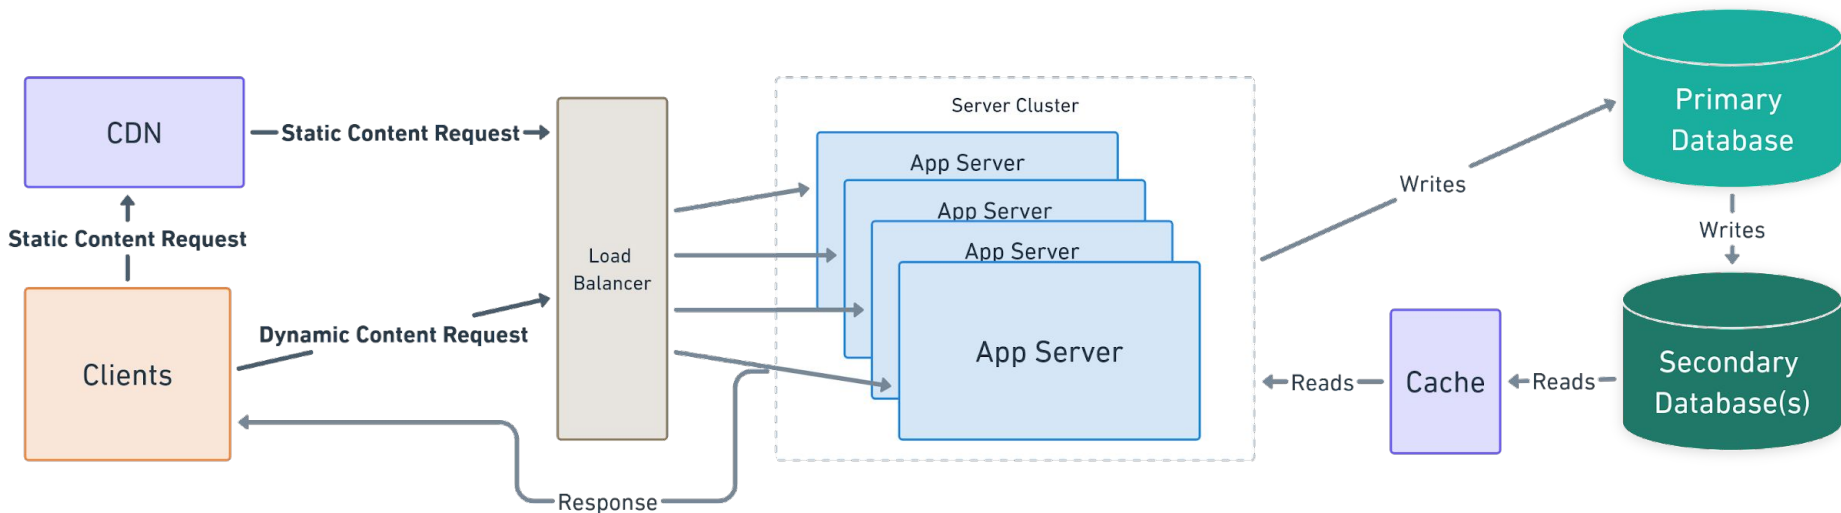 CDN
Static Content Request
Static Content Request
Clients
Dynamic Content Request
Load
Balancer
Response
Server Cluster
App Server
App Server
App Server
App Server
Writes
Primary
Database
Writes
Reads
Cache
Reads
Secondary
Database(s)